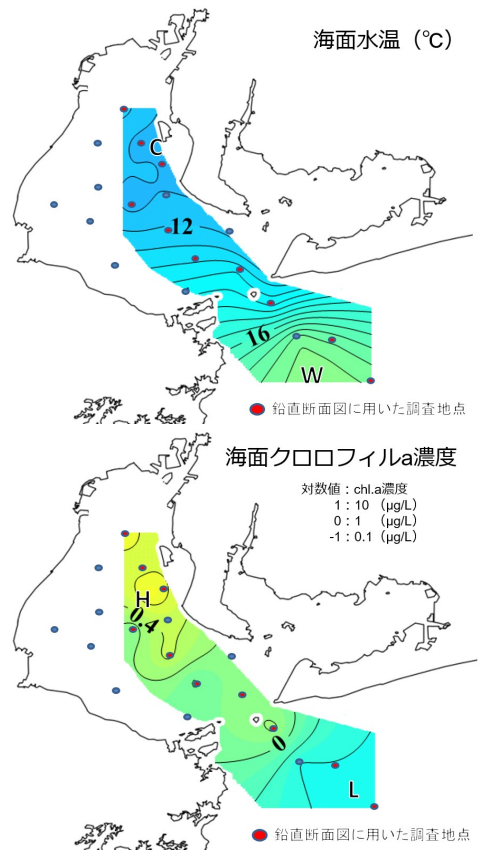 海面水温（℃）
C
12
16
W
鉛直断面図に用いた調査地点
海面クロロフィルa濃度
対数値：chl.a濃度
1：10 （μg/L）
0：1 （μg/L）
-1：0.1（μg/L）
H
0.4
0
L
鉛直断面図に用いた調査地点